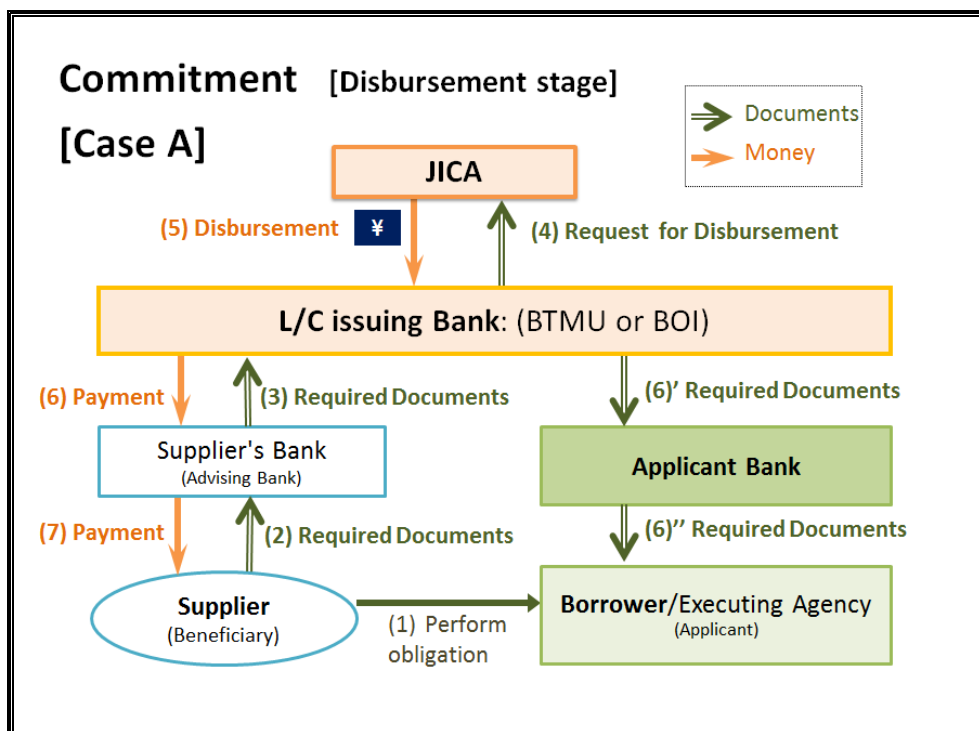 Commitment [Disbursement stage]
[Case A]
Documents
Money
JICA
(5) Disbursement
¥
(4) Request for Disbursement
L/C issuing Bank: (BTMU or BOI)
(6) Payment
(3) Required Documents
(6)' Required Documents
Supplier's Bank
(Advising Bank)
Applicant Bank
(7) Payment
(2) Required Documents
(6)'' Required Documents
Supplier
(Beneficiary)
(1) Perform
obligation
Borrower/Executing Agency
(Applicant)